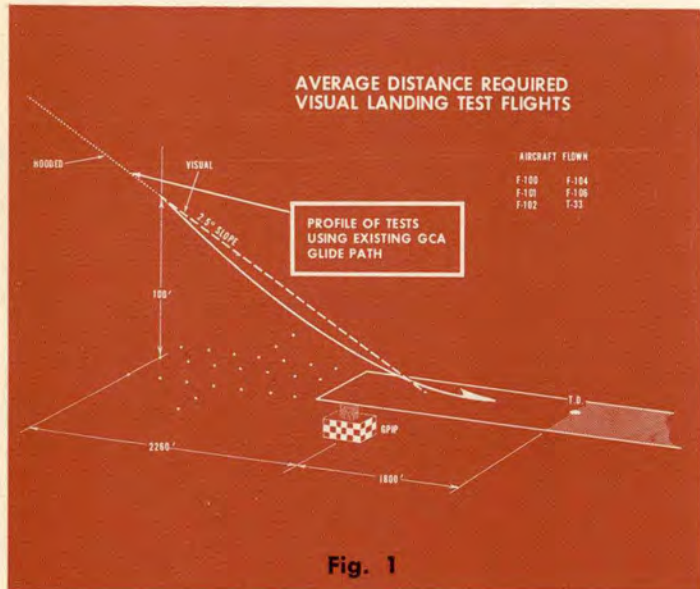 AVERAGE DISTANCE REQUIRED
VISUAL LANDING TEST FLIGHTS
AIRCRAFT FLOWN
F-100 F-104
F-101 F-106
F-102 T-33
HOODED
VISUAL
2.5° SLOPE
PROFILE OF TESTS
USING EXISTING GCA
GLIDE PATH
100'
T.D.
GPIP
2260'
1800'
Fig. 1